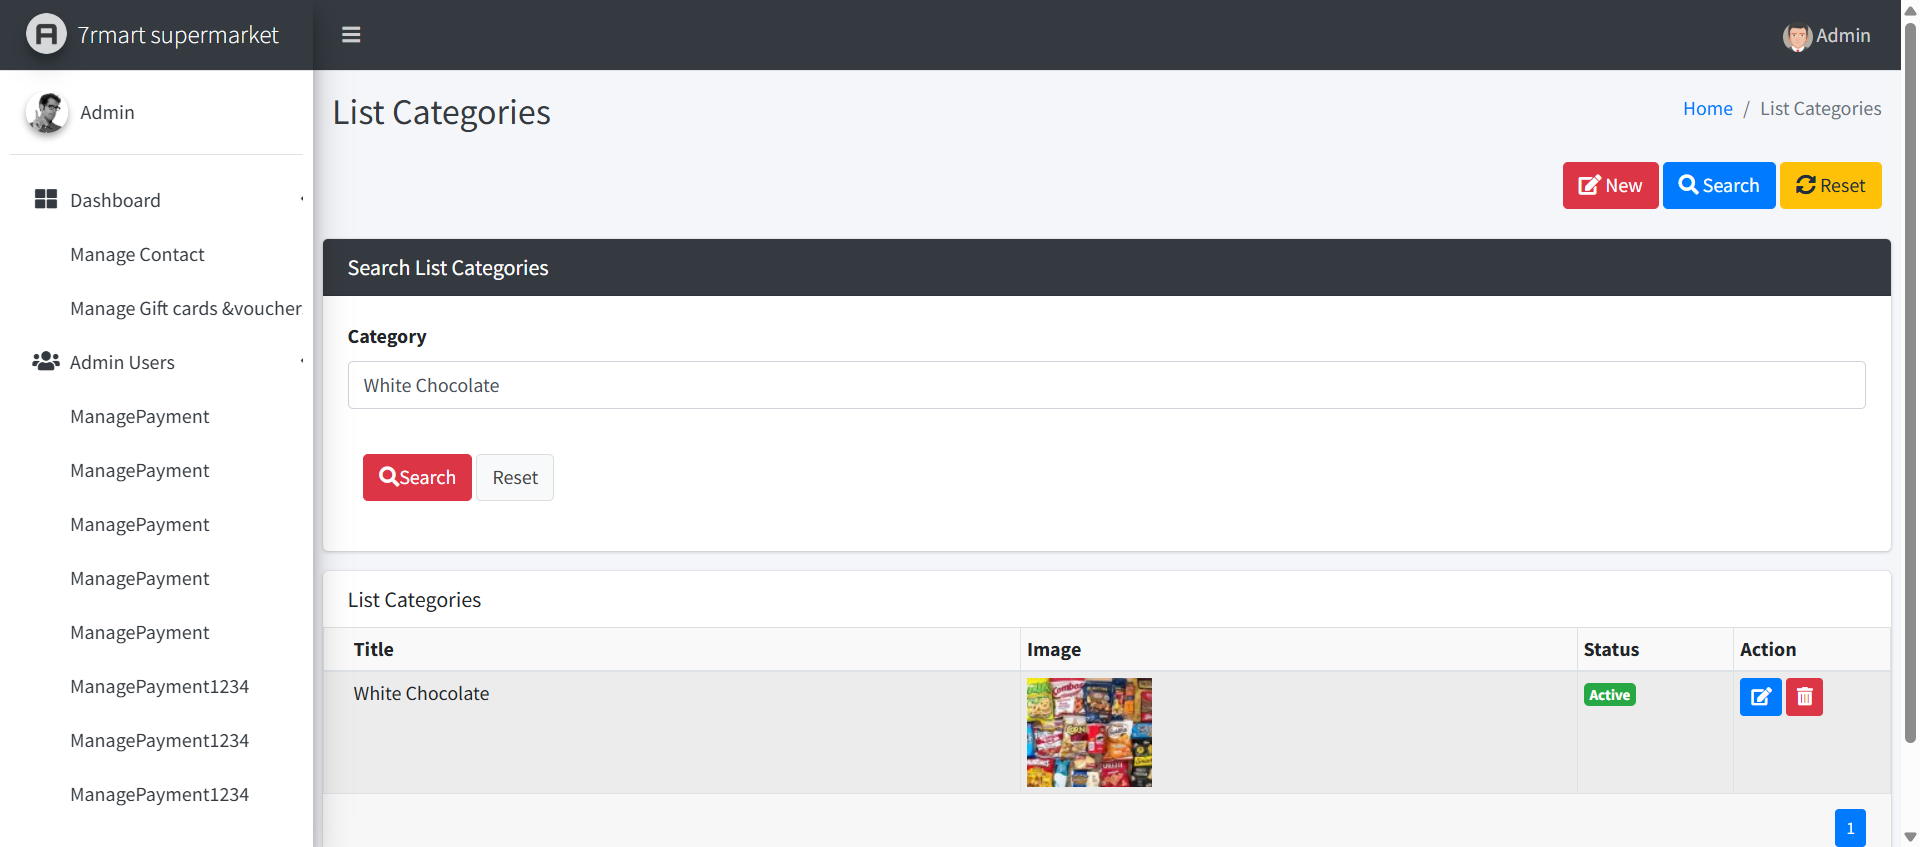 7rmart supermarket
Admin
Admin
List Categories
Home / List Categories
New
Search
Reset
Dashboard
Manage Contact
Manage Gift cards &voucher
Admin Users
ManagePayment
ManagePayment
ManagePayment
ManagePayment
ManagePayment
ManagePayment1234
ManagePayment1234
ManagePayment1234
Search List Categories
Category
White Chocolate
Search
Reset
List Categories
Title Image Status Action
White Chocolate
Combos
Active
1